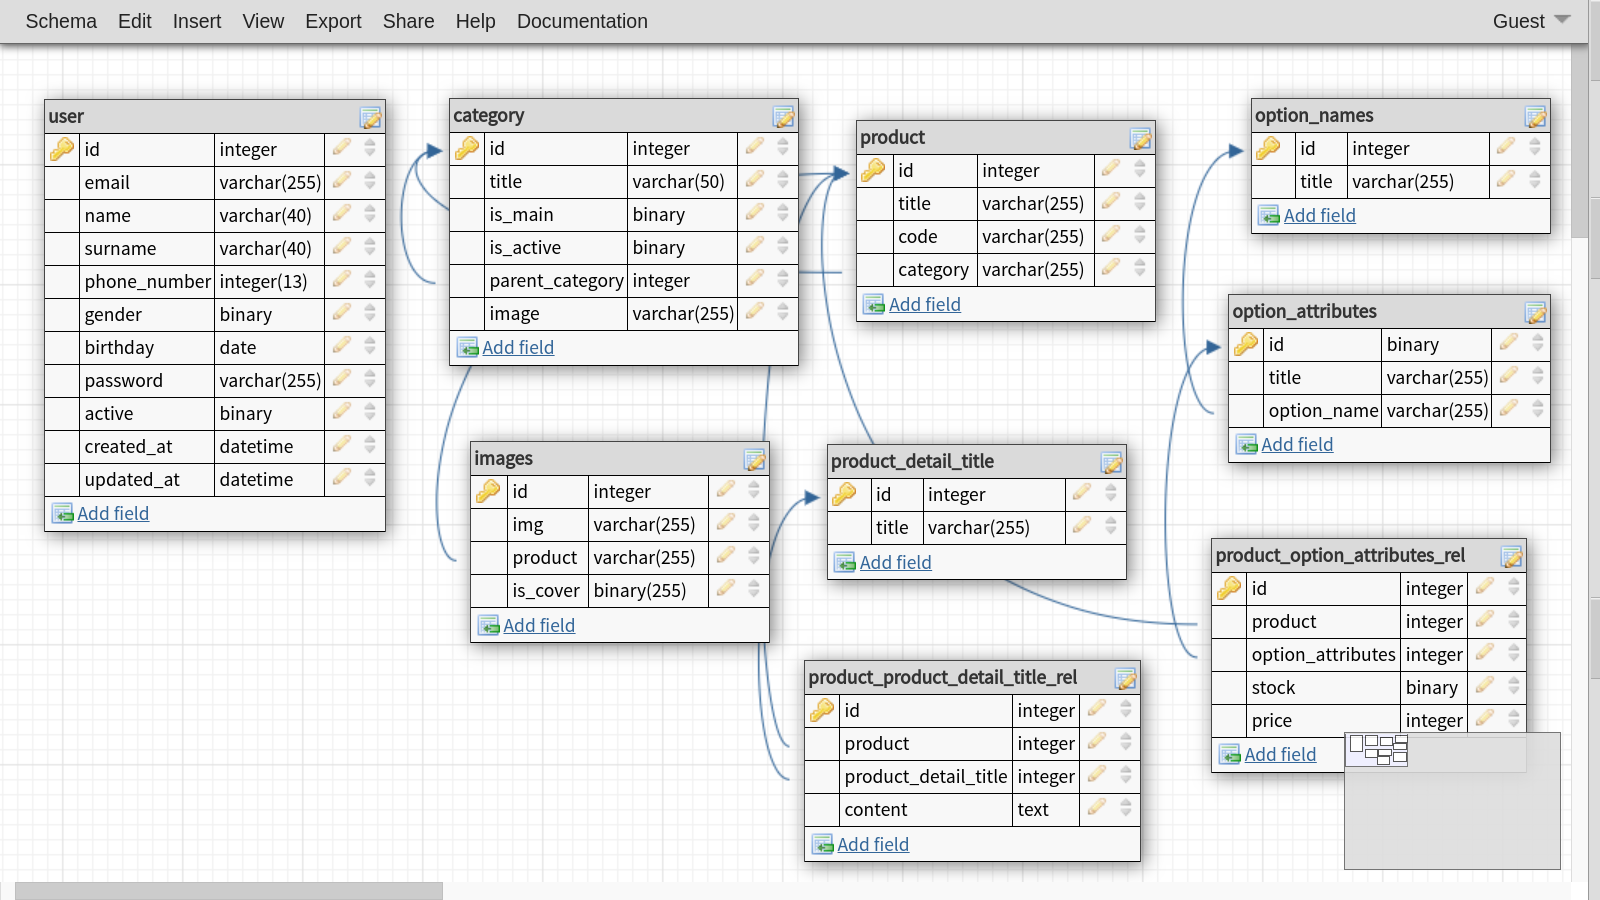 Schema Edit Insert View Export Share Help Documentation Guest
user
id integer
email varchar(255)
name varchar(40)
surname varchar(40)
phone_number integer(13)
gender binary
birthday date
password varchar(255)
active binary
created_at datetime
updated_at datetime
Add field
category
id integer
title varchar(50)
is_main binary
is_active binary
parent_category integer
image varchar(255)
Add field
product
id integer
title varchar(255)
code varchar(255)
category varchar(255)
Add field
option_names
id integer
title varchar(255)
Add field
option_attributes
id binary
title varchar(255)
option_name varchar(255)
Add field
images
id integer
img varchar(255)
product varchar(255)
is_cover binary(255)
Add field
product_detail_title
id integer
title varchar(255)
Add field
product_option_attributes_rel
id integer
product integer
option_attributes integer
stock binary
price integer
Add field
product_product_detail_title_rel
id integer
product integer
product_detail_title integer
content text
Add field